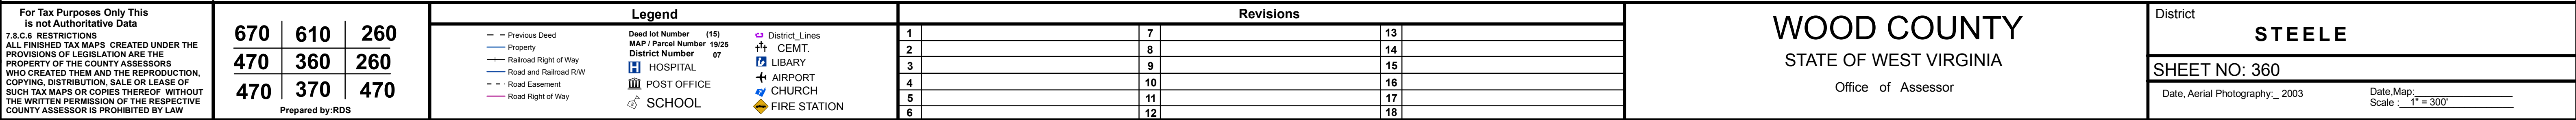 For Tax Purposes Only This
is not Authoritative Data
7.8.C.6 RESTRICTIONS
ALL FINISHED TAX MAPS CREATED UNDER THE
PROVISIONS OF LEGISLATION ARE THE
PROPERTY OF THE COUNTY ASSESSORS
WHO CREATED THEM AND THE REPRODUCTION,
COPYING, DISTRIBUTION, SALE OR LEASE OF
SUCH TAX MAPS OR COPIES THEREOF WITHOUT
THE WRITTEN PERMISSION OF THE RESPECTIVE
COUNTY ASSESSOR IS PROHIBITED BY LAW
670 610 260
470 360 260
470 370 470
Prepared by:RDS
Legend
Previous Deed
Property
Railroad Right of Way
Road and Railroad R/W
Road Easement
Road Right of Way
Deed lot Number (15)
MAP / Parcel Number 19/25
District Number 07
HOSPITAL
POST OFFICE
SCHOOL
District_Lines
CEMT.
LIBARY
AIRPORT
CHURCH
FIRE STATION
Revisions
1 7 13
2 8 14
3 9 15
4 10 16
5 11 17
6 12 18
WOOD COUNTY
STATE OF WEST VIRGINIA
Office of Assessor
District
STEELE
SHEET NO: 360
Date, Aerial Photography:_ 2003
Date,Map:
Scale : 1" = 300'